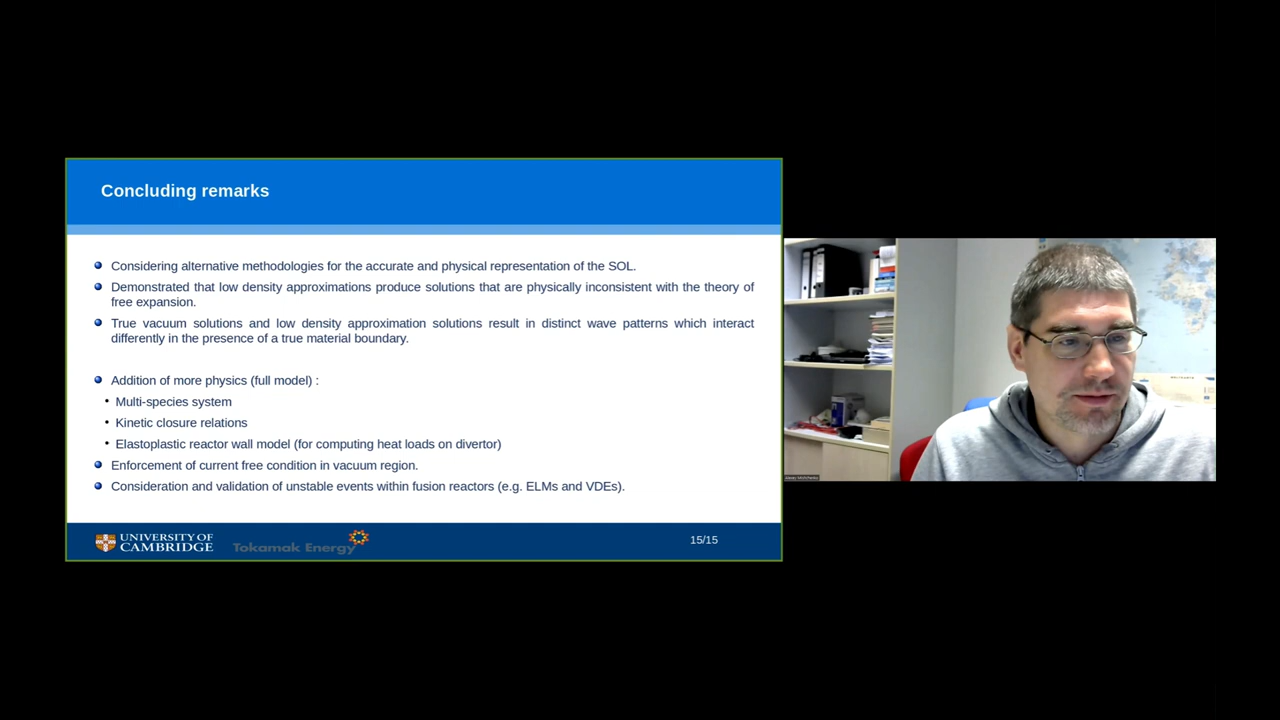 Concluding remarks
Considering alternative methodologies for the accurate and physical representation of the SOL.
Demonstrated that low density approximations produce solutions that are physically inconsistent with the theory of
free expansion.
True vacuum solutions and low density approximation solutions result in distinct wave patterns which interact
differently in the presence of a true material boundary.
Addition of more physics (full model) :
Multi-species system
Kinetic closure relations
Elastoplastic reactor wall model (for computing heat loads on divertor)
Enforcement of current free condition in vacuum region.
Consideration and validation of unstable events within fusion reactors (e.g. ELMs and VDEs).
UNIVERSITY OF
CAMBRIDGE
Tokamak Energy
15/15